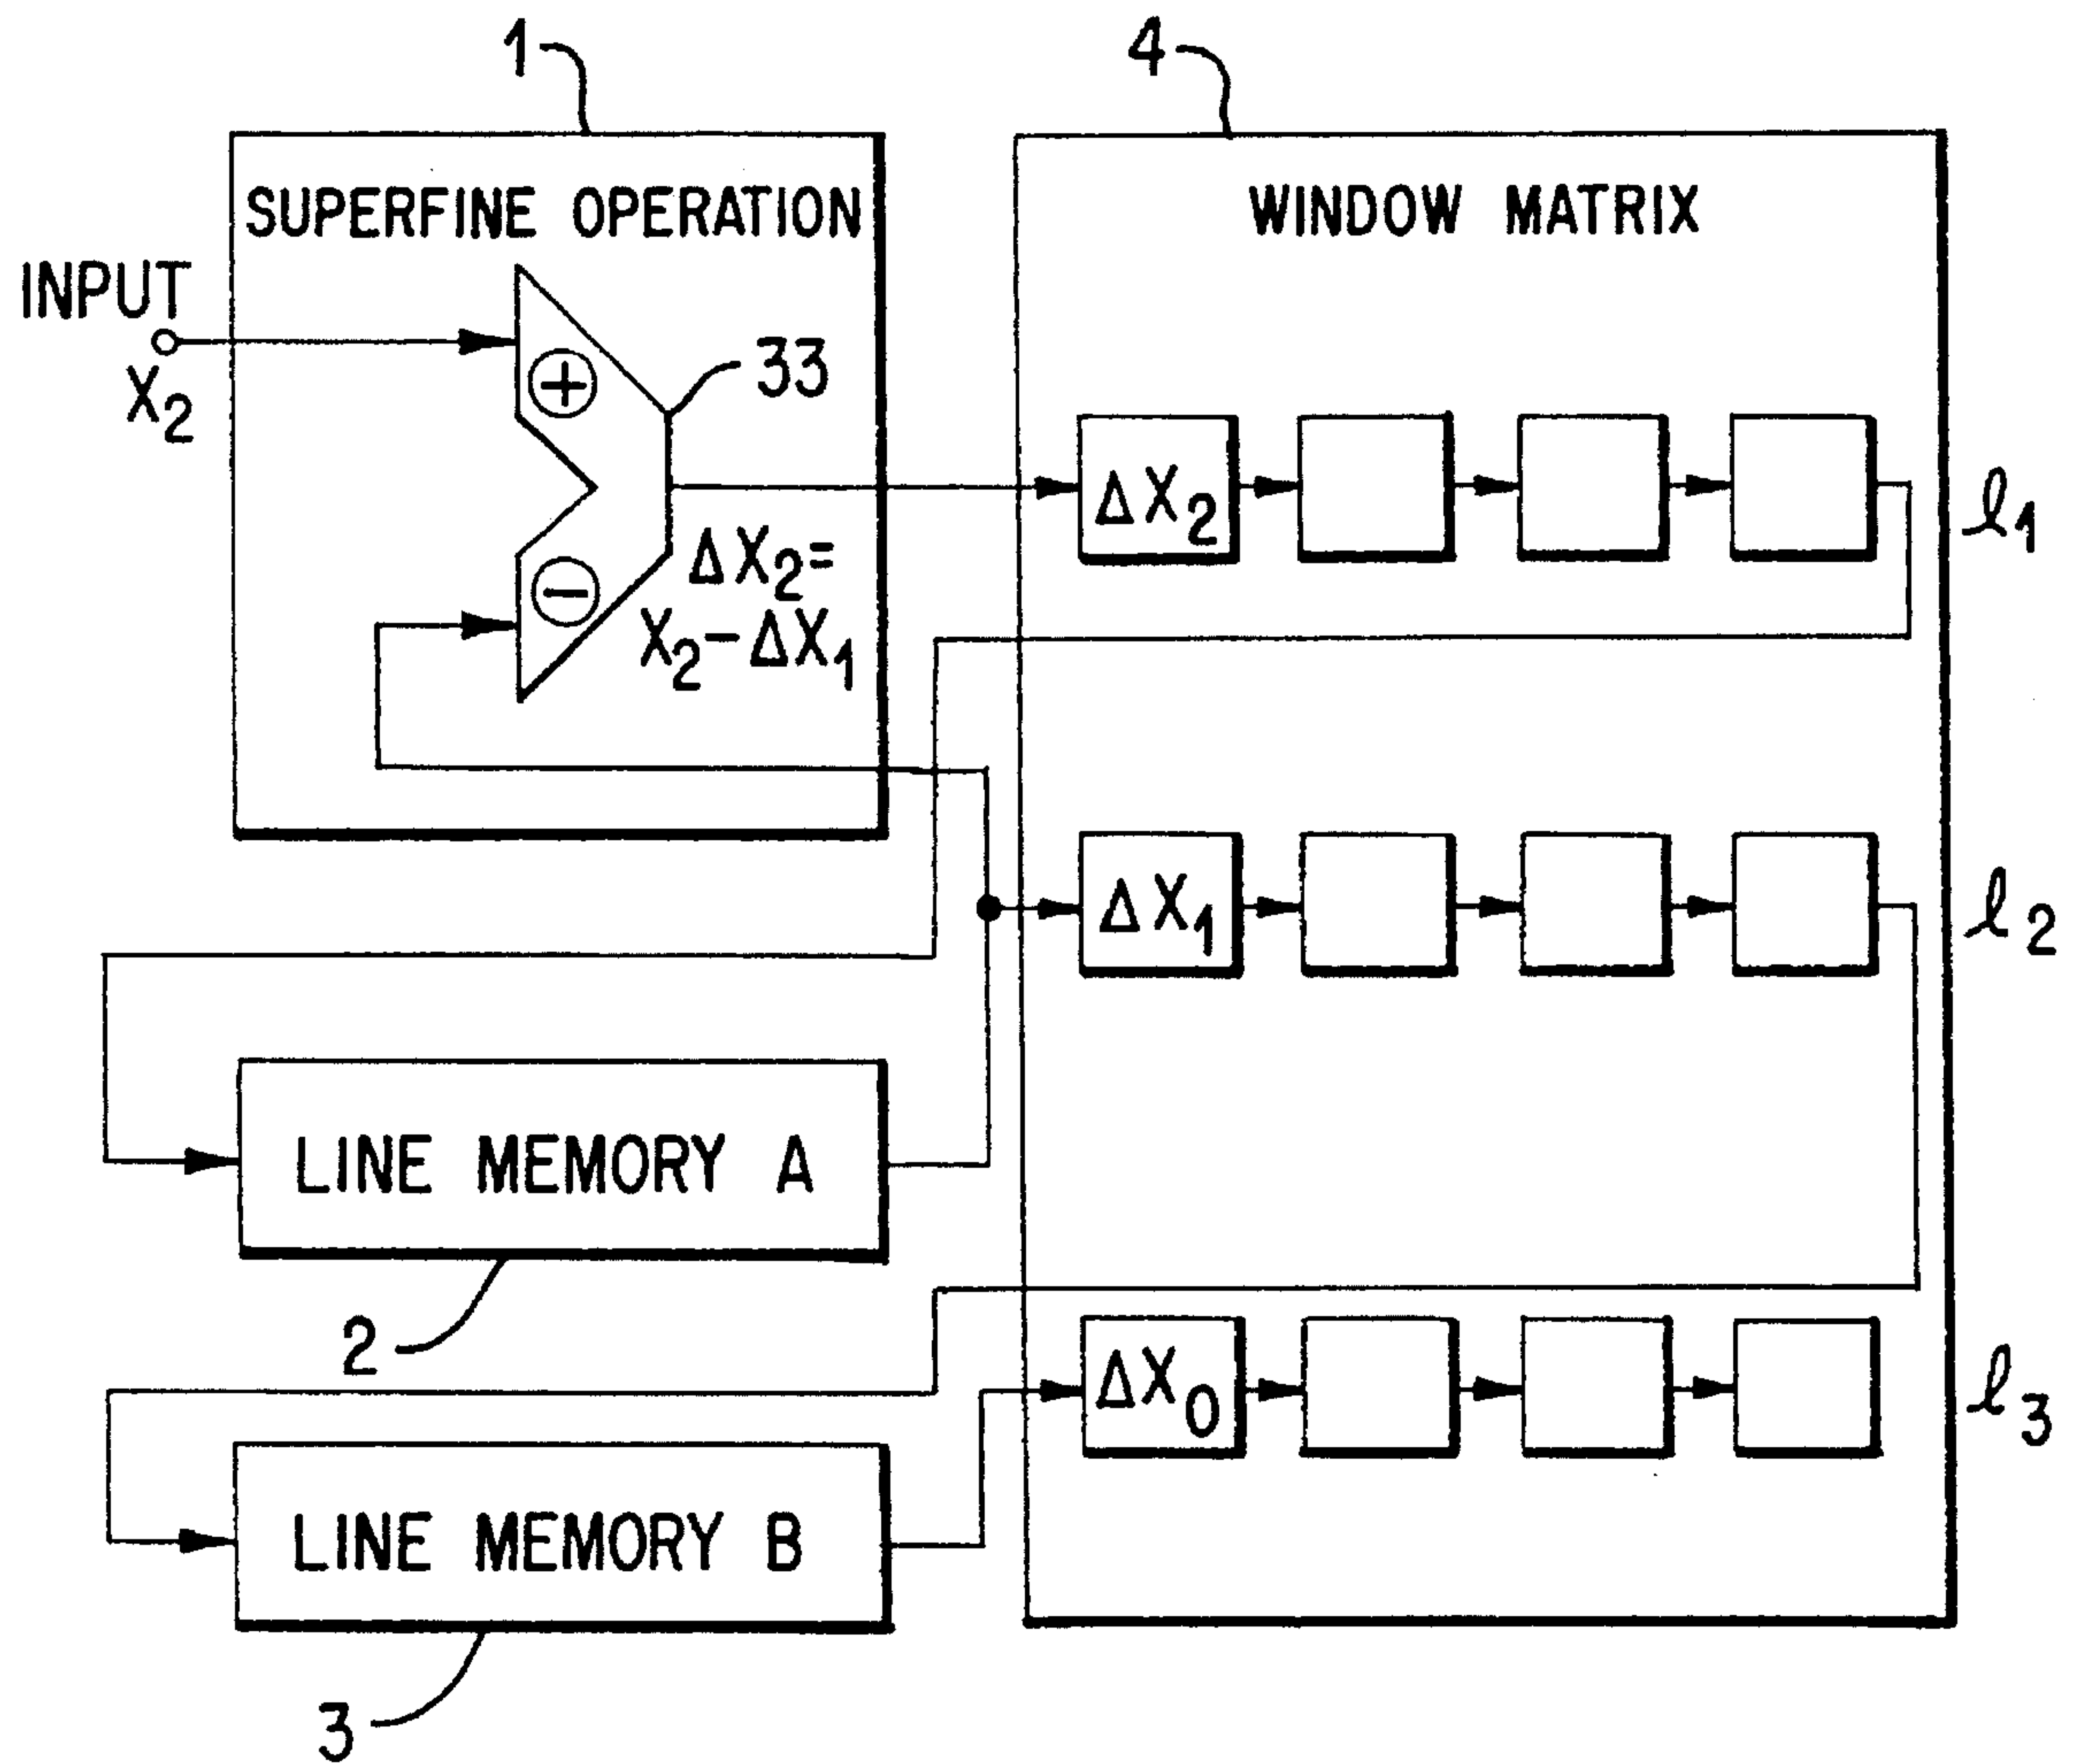 1
4
SUPERFINE OPERATION
WINDOW MATRIX
INPUT
X2
+
33
ΔX2
ℓ1
−
ΔX2=
X2−ΔX1
ΔX1
ℓ2
LINE MEMORY A
2
ΔX0
ℓ3
LINE MEMORY B
3